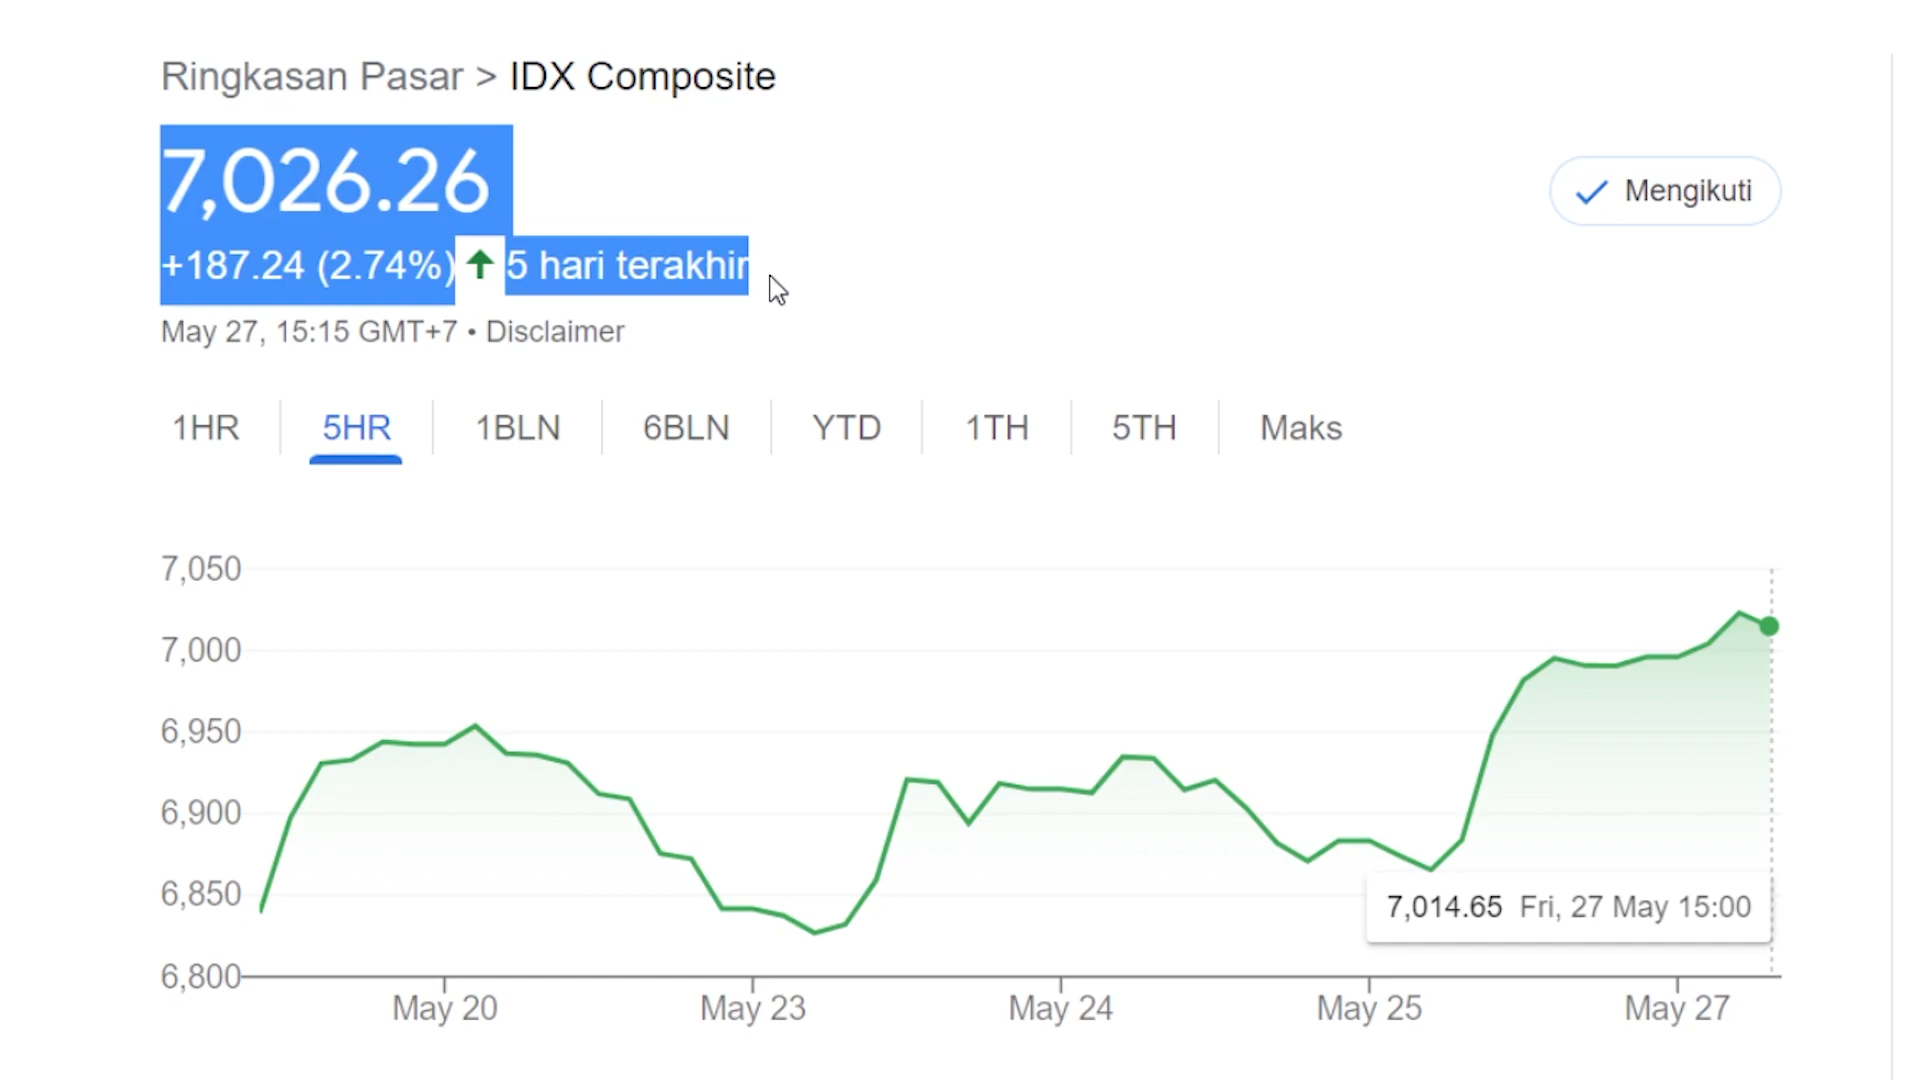 Ringkasan Pasar > IDX Composite
7,026.26
+187.24 (2.74%) ↑ 5 hari terakhir
Mengikuti
May 27, 15:15 GMT+7 • Disclaimer
1HR 5HR 1BLN 6BLN YTD 1TH 5TH Maks
7,050
7,000
6,950
6,900
6,850
7,014.65 Fri, 27 May 15:00
6,800
May 20 May 23 May 24 May 25 May 27